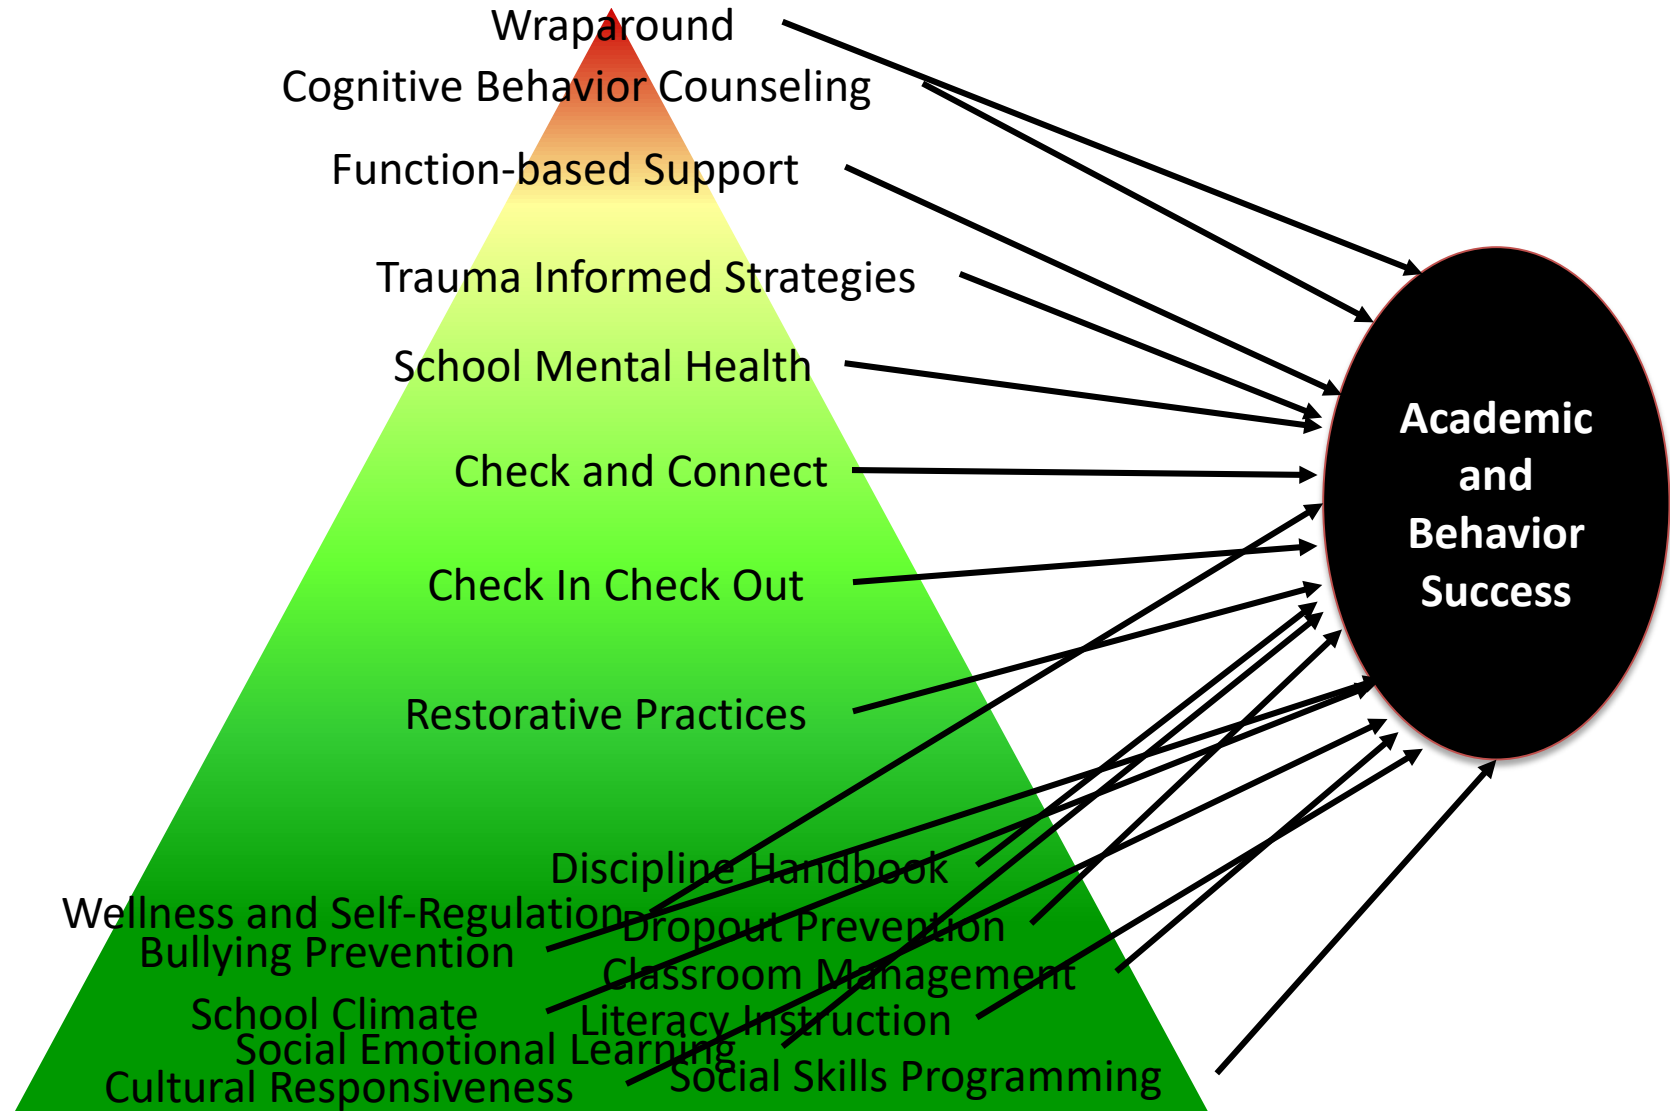 Wraparound
Cognitive Behavior Counseling
Function-based Support
Trauma Informed Strategies
School Mental Health
Check and Connect
Check In Check Out
Restorative Practices
Discipline Handbook
Wellness and Self-Regulation
Dropout Prevention
Bullying Prevention
Classroom Management
School Climate
Literacy Instruction
Social Emotional Learning
Social Skills Programming
Cultural Responsiveness
Academic
and
Behavior
Success